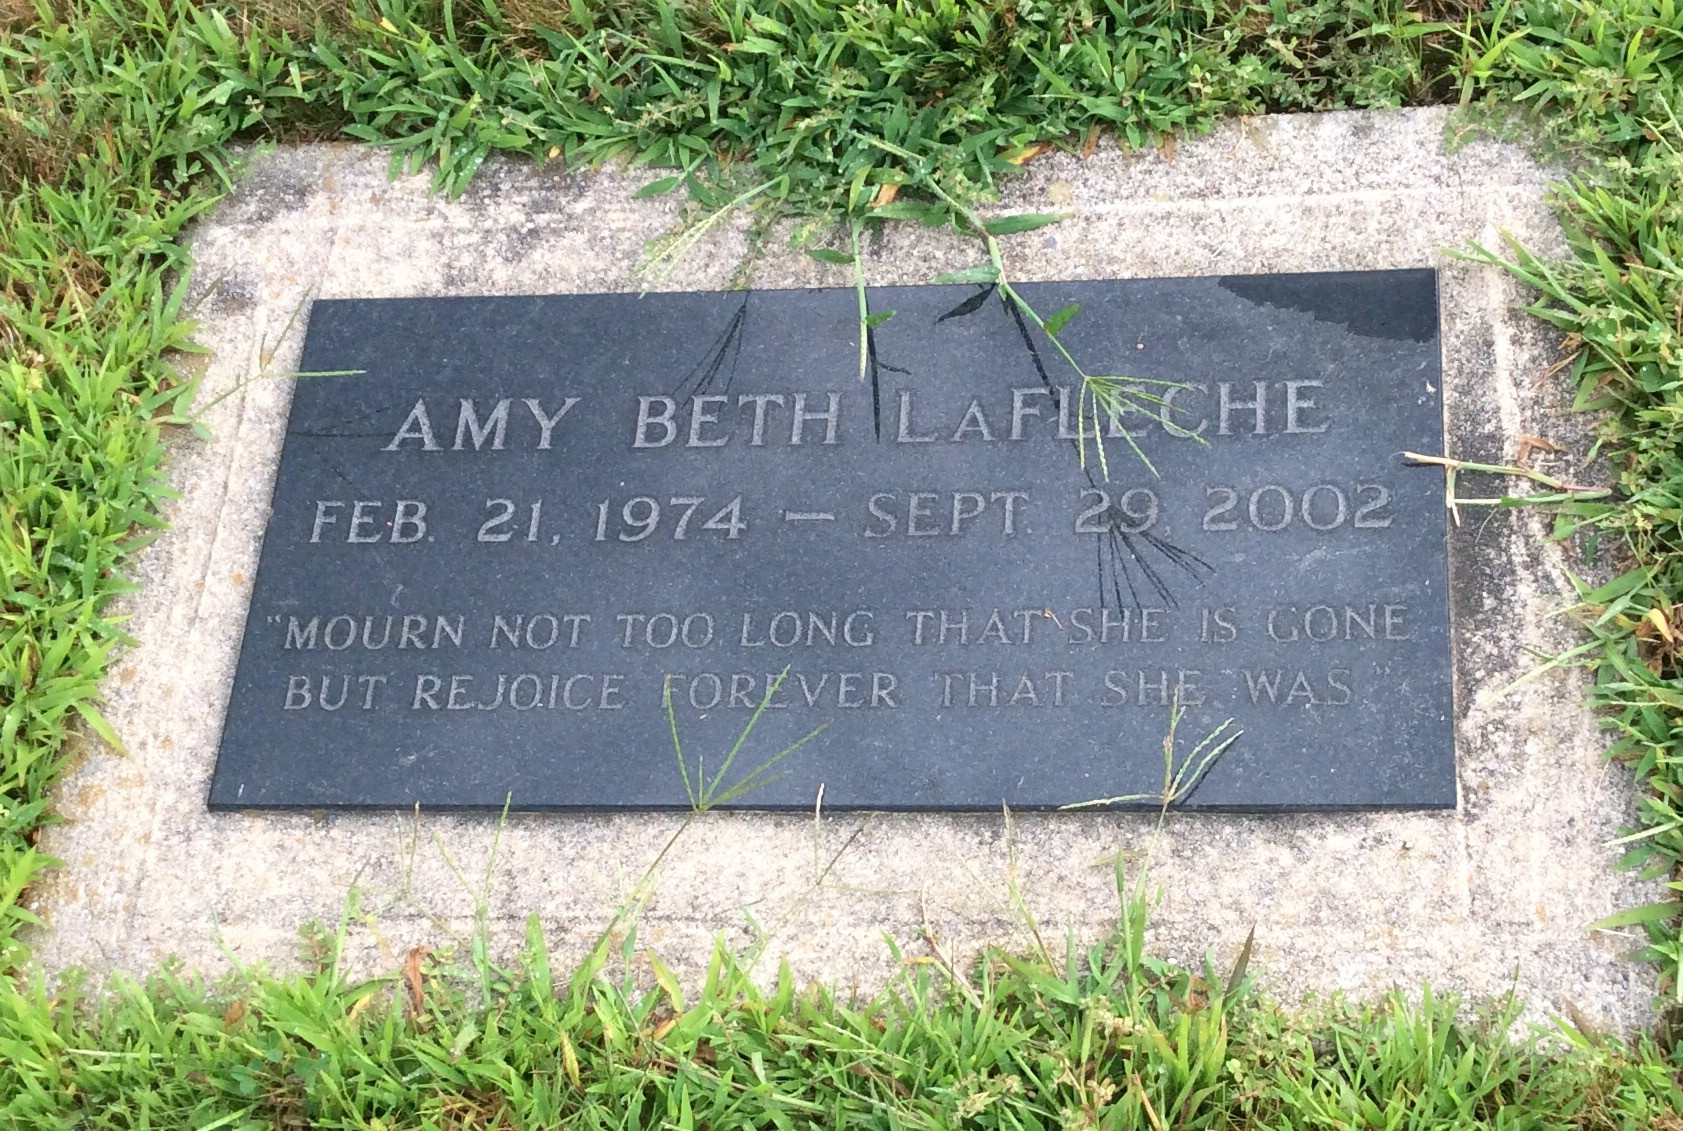 AMY BETH LAFLECHE
FEB. 21, 1974 – SEPT. 29, 2002
"MOURN NOT TOO LONG THAT SHE IS GONE
BUT REJOICE FOREVER THAT SHE WAS"